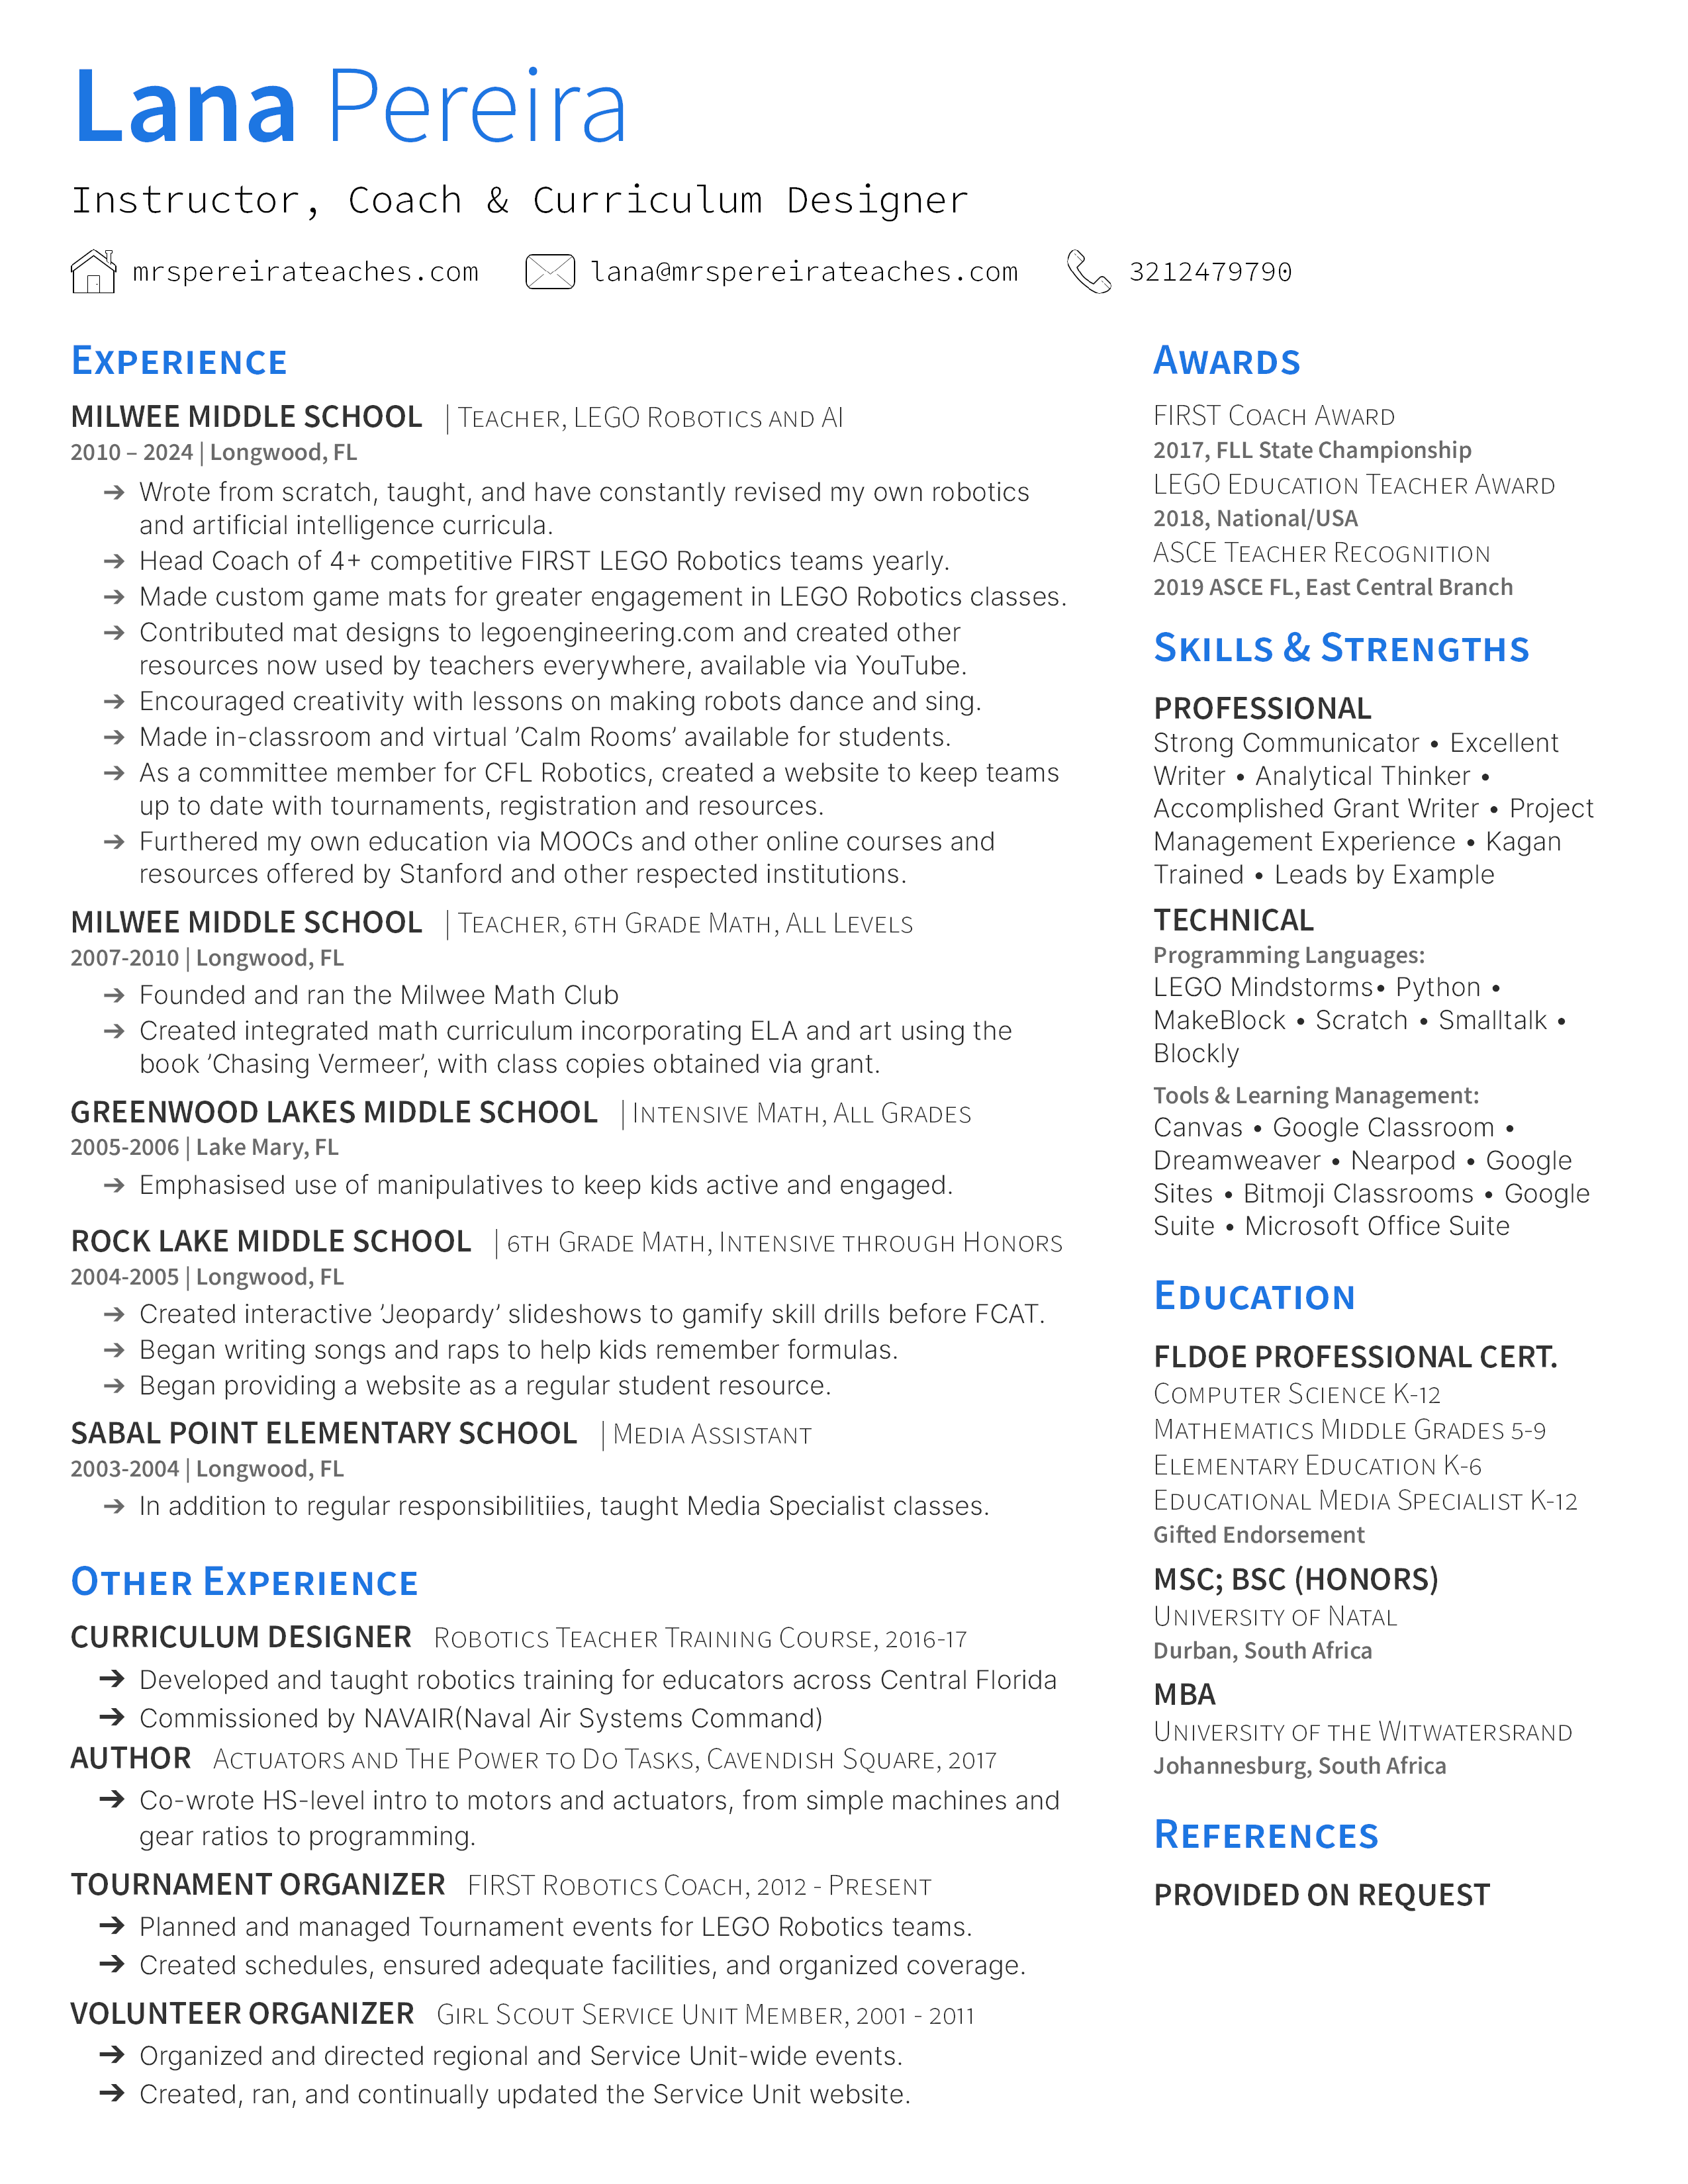 Lana Pereira
Instructor, Coach & Curriculum Designer
mrspereirateaches.com lana@mrspereirateaches.com 3212479790
Experience
MILWEE MIDDLE SCHOOL | Teacher, LEGO Robotics and AI
2010 – 2024 | Longwood, FL
➔ Wrote from scratch, taught, and have constantly revised my own robotics
and artificial intelligence curricula.
➔ Head Coach of 4+ competitive FIRST LEGO Robotics teams yearly.
➔ Made custom game mats for greater engagement in LEGO Robotics classes.
➔ Contributed mat designs to legoengineering.com and created other
resources now used by teachers everywhere, available via YouTube.
➔ Encouraged creativity with lessons on making robots dance and sing.
➔ Made in-classroom and virtual ’Calm Rooms’ available for students.
➔ As a committee member for CFL Robotics, created a website to keep teams
up to date with tournaments, registration and resources.
➔ Furthered my own education via MOOCs and other online courses and
resources offered by Stanford and other respected institutions.
MILWEE MIDDLE SCHOOL | Teacher, 6th Grade Math, All Levels
2007-2010 | Longwood, FL
➔ Founded and ran the Milwee Math Club
➔ Created integrated math curriculum incorporating ELA and art using the
book ’Chasing Vermeer’, with class copies obtained via grant.
GREENWOOD LAKES MIDDLE SCHOOL | Intensive Math, All Grades
2005-2006 | Lake Mary, FL
➔ Emphasised use of manipulatives to keep kids active and engaged.
ROCK LAKE MIDDLE SCHOOL | 6th Grade Math, Intensive through Honors
2004-2005 | Longwood, FL
➔ Created interactive ’Jeopardy’ slideshows to gamify skill drills before FCAT.
➔ Began writing songs and raps to help kids remember formulas.
➔ Began providing a website as a regular student resource.
SABAL POINT ELEMENTARY SCHOOL | Media Assistant
2003-2004 | Longwood, FL
➔ In addition to regular responsibilitiies, taught Media Specialist classes.
Other Experience
CURRICULUM DESIGNER Robotics Teacher Training Course, 2016-17
➔ Developed and taught robotics training for educators across Central Florida
➔ Commissioned by NAVAIR(Naval Air Systems Command)
AUTHOR Actuators and The Power to Do Tasks, Cavendish Square, 2017
➔ Co-wrote HS-level intro to motors and actuators, from simple machines and
gear ratios to programming.
TOURNAMENT ORGANIZER FIRST Robotics Coach, 2012 - Present
➔ Planned and managed Tournament events for LEGO Robotics teams.
➔ Created schedules, ensured adequate facilities, and organized coverage.
VOLUNTEER ORGANIZER Girl Scout Service Unit Member, 2001 - 2011
➔ Organized and directed regional and Service Unit-wide events.
➔ Created, ran, and continually updated the Service Unit website.
Awards
FIRST Coach Award
2017, FLL State Championship
LEGO Education Teacher Award
2018, National/USA
ASCE Teacher Recognition
2019 ASCE FL, East Central Branch
Skills & Strengths
PROFESSIONAL
Strong Communicator • Excellent
Writer • Analytical Thinker •
Accomplished Grant Writer • Project
Management Experience • Kagan
Trained • Leads by Example
TECHNICAL
Programming Languages:
LEGO Mindstorms• Python •
MakeBlock • Scratch • Smalltalk •
Blockly
Tools & Learning Management:
Canvas • Google Classroom •
Dreamweaver • Nearpod • Google
Sites • Bitmoji Classrooms • Google
Suite • Microsoft Office Suite
Education
FLDOE PROFESSIONAL CERT.
Computer Science K-12
Mathematics Middle Grades 5-9
Elementary Education K-6
Educational Media Specialist K-12
Gifted Endorsement
MSC; BSC (HONORS)
University of Natal
Durban, South Africa
MBA
University of the Witwatersrand
Johannesburg, South Africa
References
PROVIDED ON REQUEST